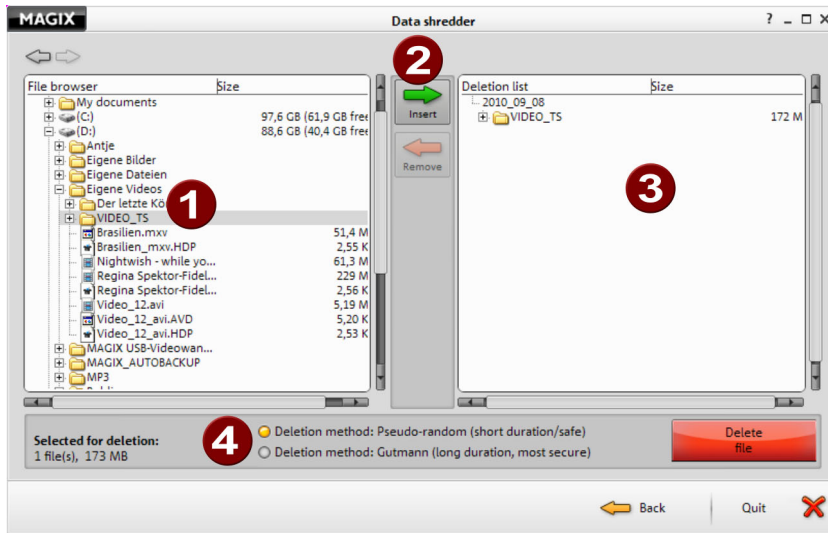 MAGIX
Data shredder
?
File browser Size
My documents
(C:) 97,6 GB (61,9 GB free
(D:) 88,6 GB (40,4 GB free
Antje
Eigene Bilder
Eigene Dateien
Eigene Videos
Der letzte Kö
VIDEO_TS
Brasilien.mxv 51,4 M
Brasilien_mxv.HDP 2,55 K
Nightwish - while yo... 61,3 M
Regina Spektor-Fidel... 229 M
Regina Spektor-Fidel... 2,56 K
Video_12.avi 5,19 M
Video_12_avi.AVD 5,20 K
Video_12_avi.HDP 2,53 K
MAGIX USB-Videowan...
MAGIX_AUTOBACKUP
MP3
1
2
Insert
Remove
Deletion list Size
2010_09_08
VIDEO_TS 172 M
3
Selected for deletion:
1 file(s), 173 MB
4
Deletion method: Pseudo-random (short duration/safe)
Deletion method: Gutmann (long duration, most secure)
Delete
file
Back
Quit